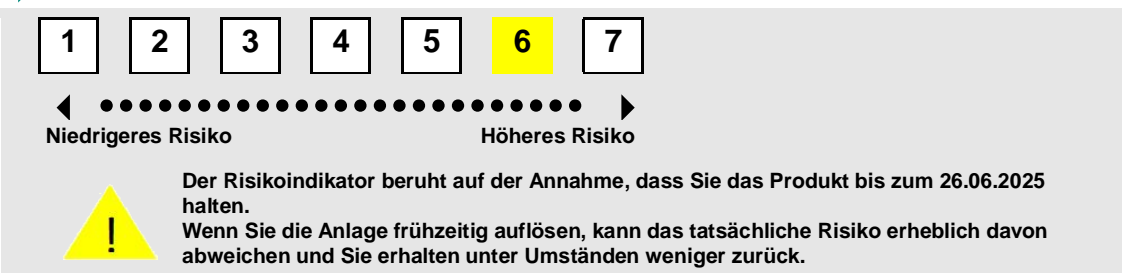 1 2 3 4 5 6 7
Niedrigeres Risiko Höheres Risiko
Der Risikoindikator beruht auf der Annahme, dass Sie das Produkt bis zum 26.06.2025
halten.
Wenn Sie die Anlage frühzeitig auflösen, kann das tatsächliche Risiko erheblich davon
abweichen und Sie erhalten unter Umständen weniger zurück.
!